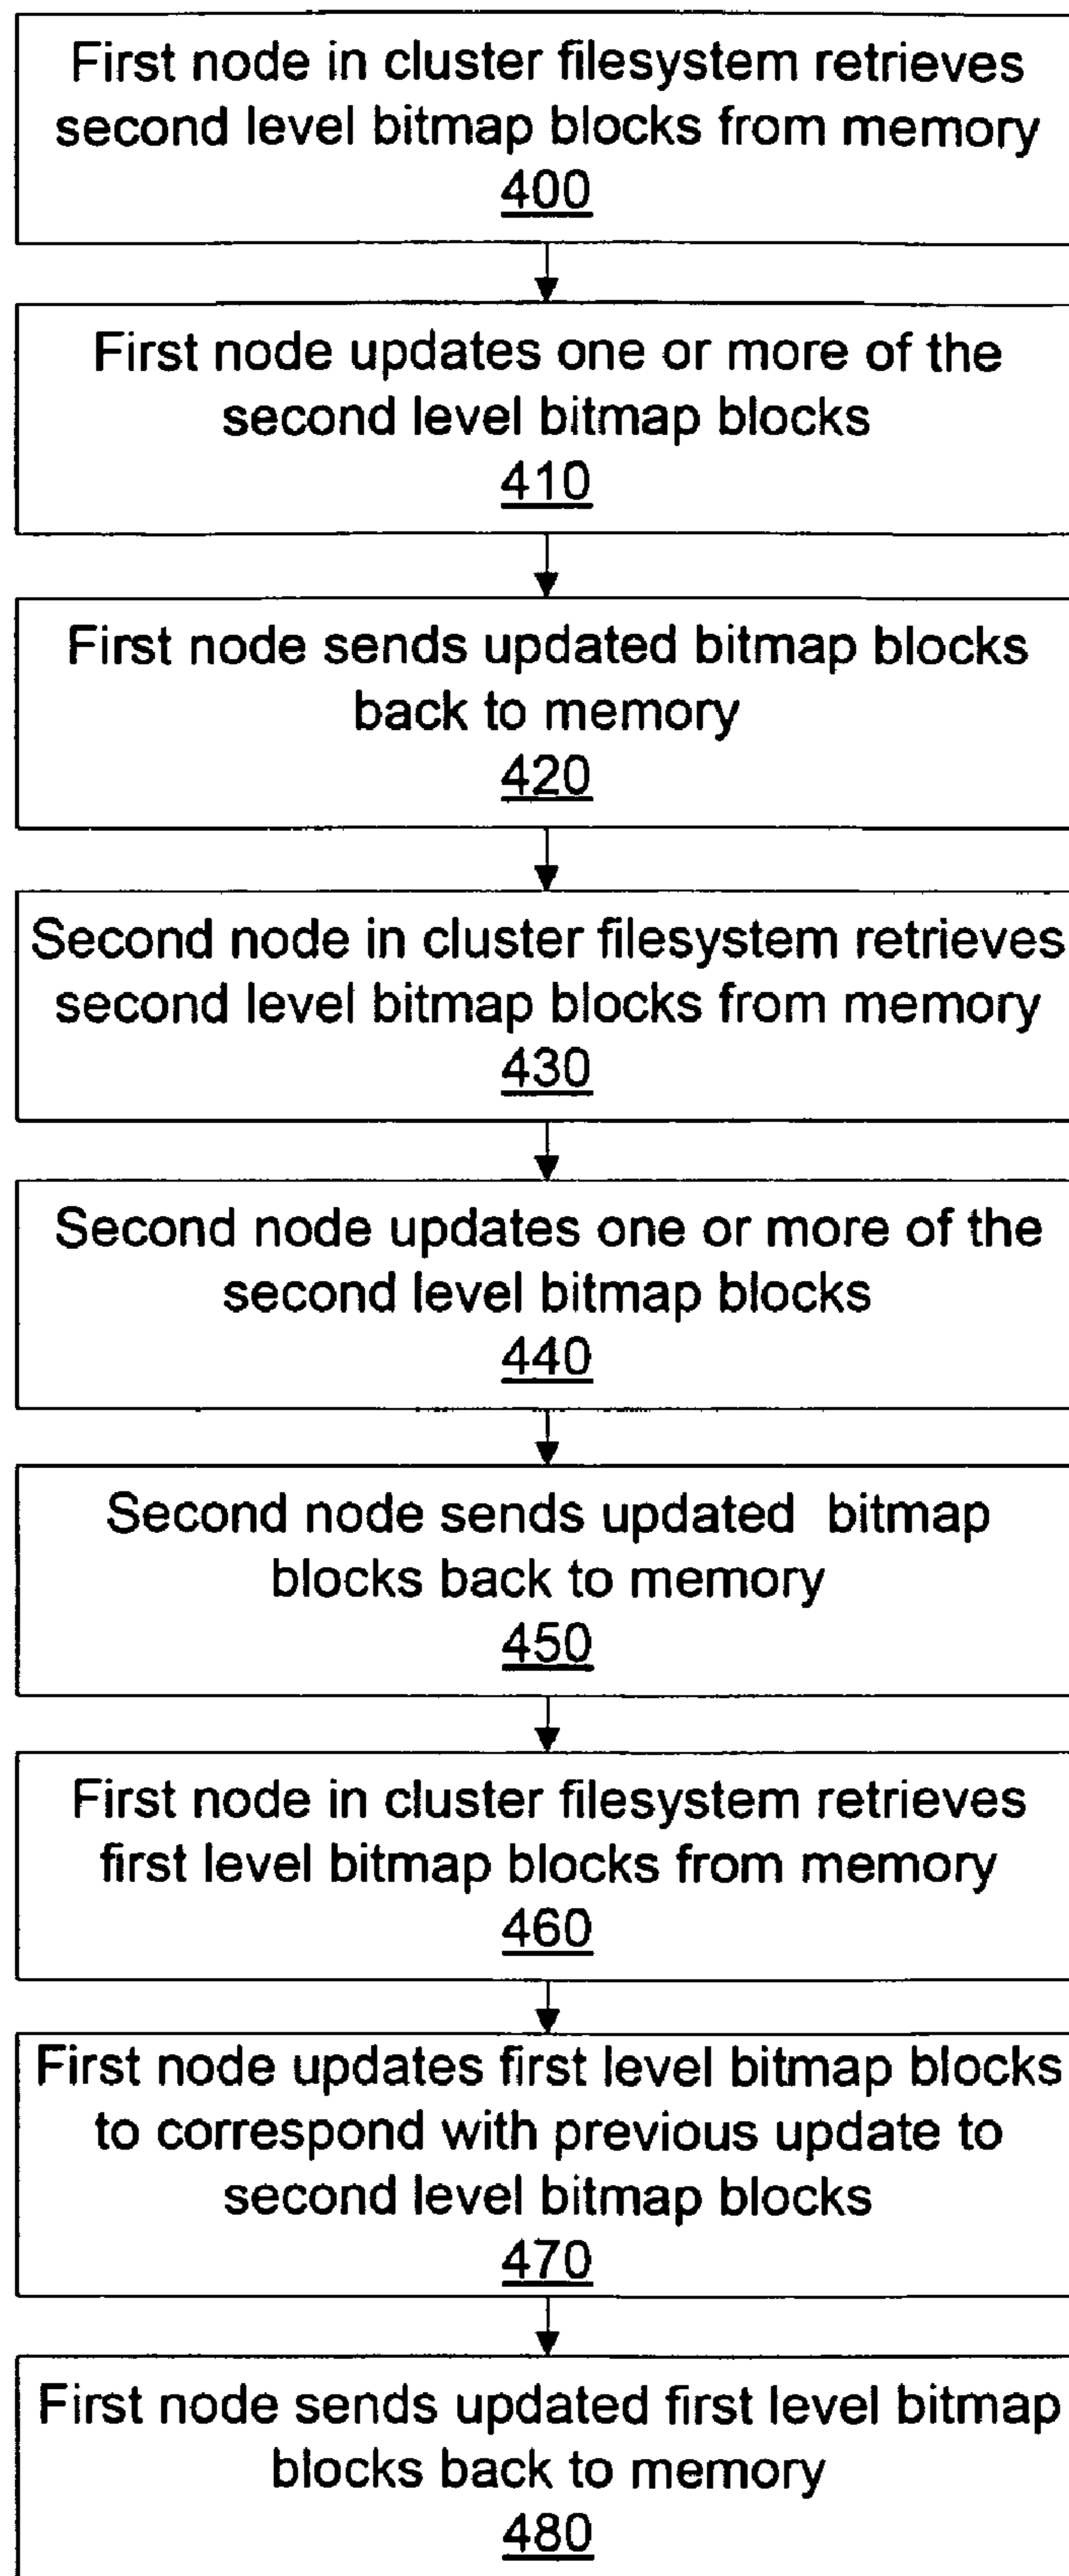 First node in cluster filesystem retrieves
second level bitmap blocks from memory
400
First node updates one or more of the
second level bitmap blocks
410
First node sends updated bitmap blocks
back to memory
420
Second node in cluster filesystem retrieves
second level bitmap blocks from memory
430
Second node updates one or more of the
second level bitmap blocks
440
Second node sends updated bitmap
blocks back to memory
450
First node in cluster filesystem retrieves
first level bitmap blocks from memory
460
First node updates first level bitmap blocks
to correspond with previous update to
second level bitmap blocks
470
First node sends updated first level bitmap
blocks back to memory
480